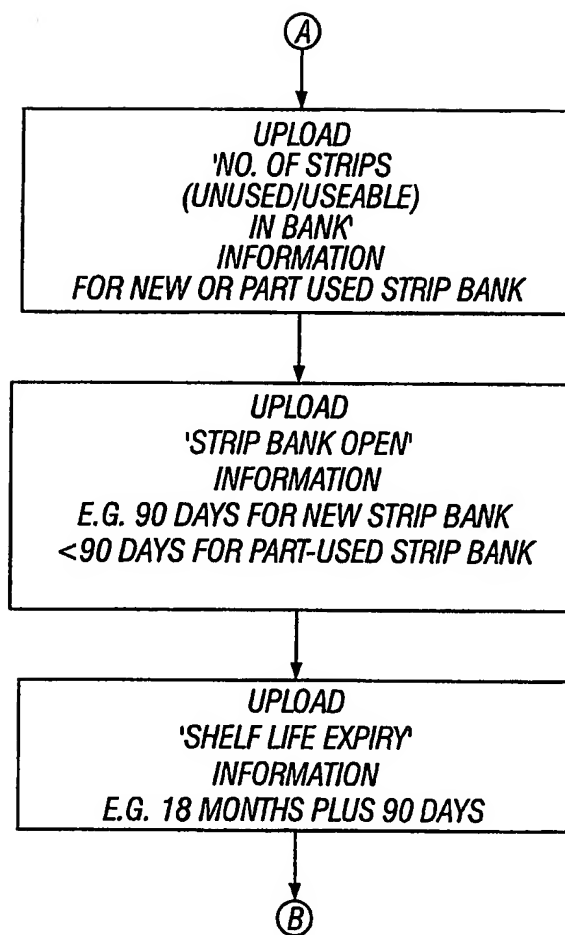 A
UPLOAD
'NO. OF STRIPS
(UNUSED/USEABLE)
IN BANK'
INFORMATION
FOR NEW OR PART USED STRIP BANK
UPLOAD
'STRIP BANK OPEN'
INFORMATION
E.G. 90 DAYS FOR NEW STRIP BANK
<90 DAYS FOR PART-USED STRIP BANK
UPLOAD
'SHELF LIFE EXPIRY'
INFORMATION
E.G. 18 MONTHS PLUS 90 DAYS
B